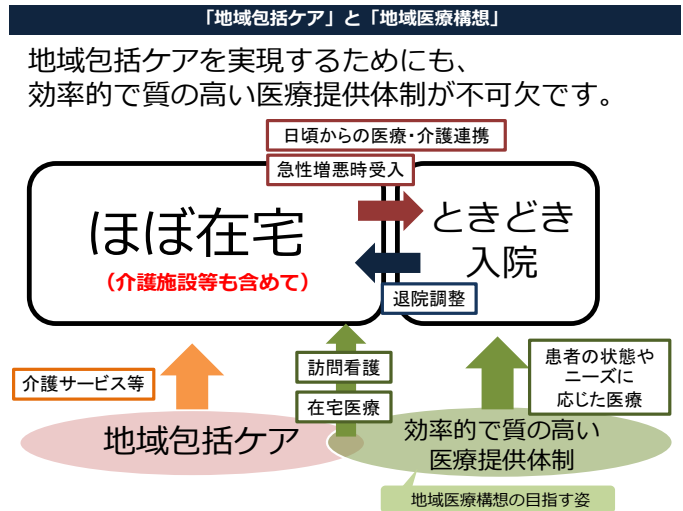 「地域包括ケア」と「地域医療構想」
地域包括ケアを実現するためにも、
効率的で質の高い医療提供体制が不可欠です。
日頃からの医療・介護連携
急性増悪時受入
ほぼ在宅
（介護施設等も含めて）
ときどき
入院
退院調整
介護サービス等
訪問看護
在宅医療
患者の状態や
ニーズに
応じた医療
地域包括ケア
効率的で質の高い
医療提供体制
地域医療構想の目指す姿